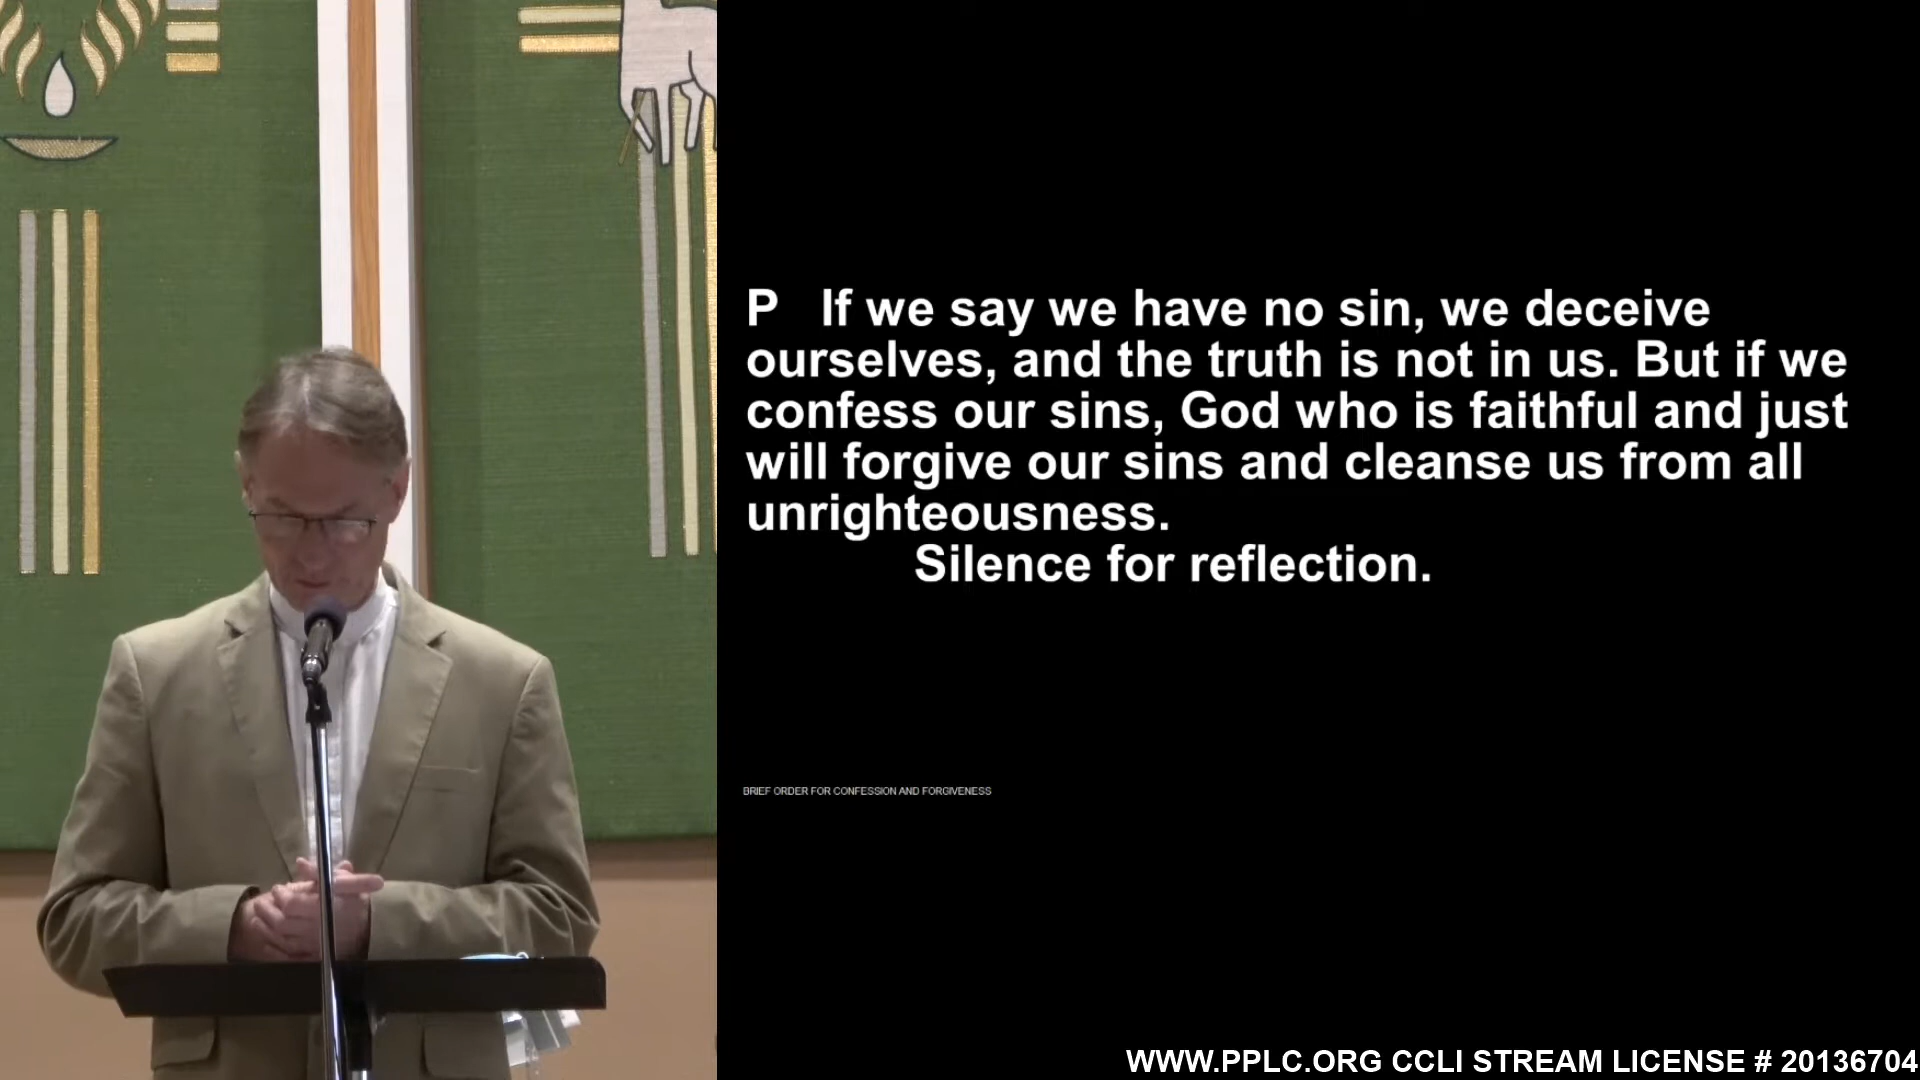 P If we say we have no sin, we deceive
ourselves, and the truth is not in us. But if we
confess our sins, God who is faithful and just
will forgive our sins and cleanse us from all
unrighteousness.
Silence for reflection.
BRIEF ORDER FOR CONFESSION AND FORGIVENESS
WWW.PPLC.ORG CCLI STREAM LICENSE # 20136704